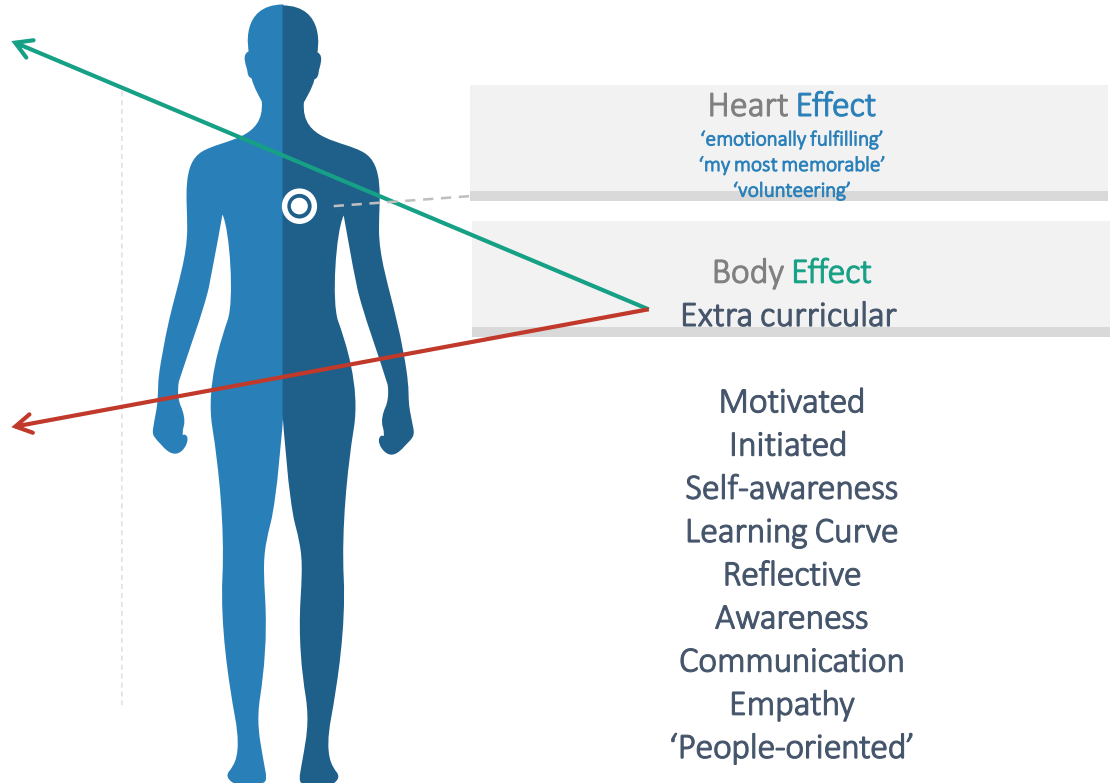 Heart Effect
‘emotionally fulfilling’
‘my most memorable’
‘volunteering’
Body Effect
Extra curricular
Motivated
Initiated
Self-awareness
Learning Curve
Reflective
Awareness
Communication
Empathy
‘People-oriented’